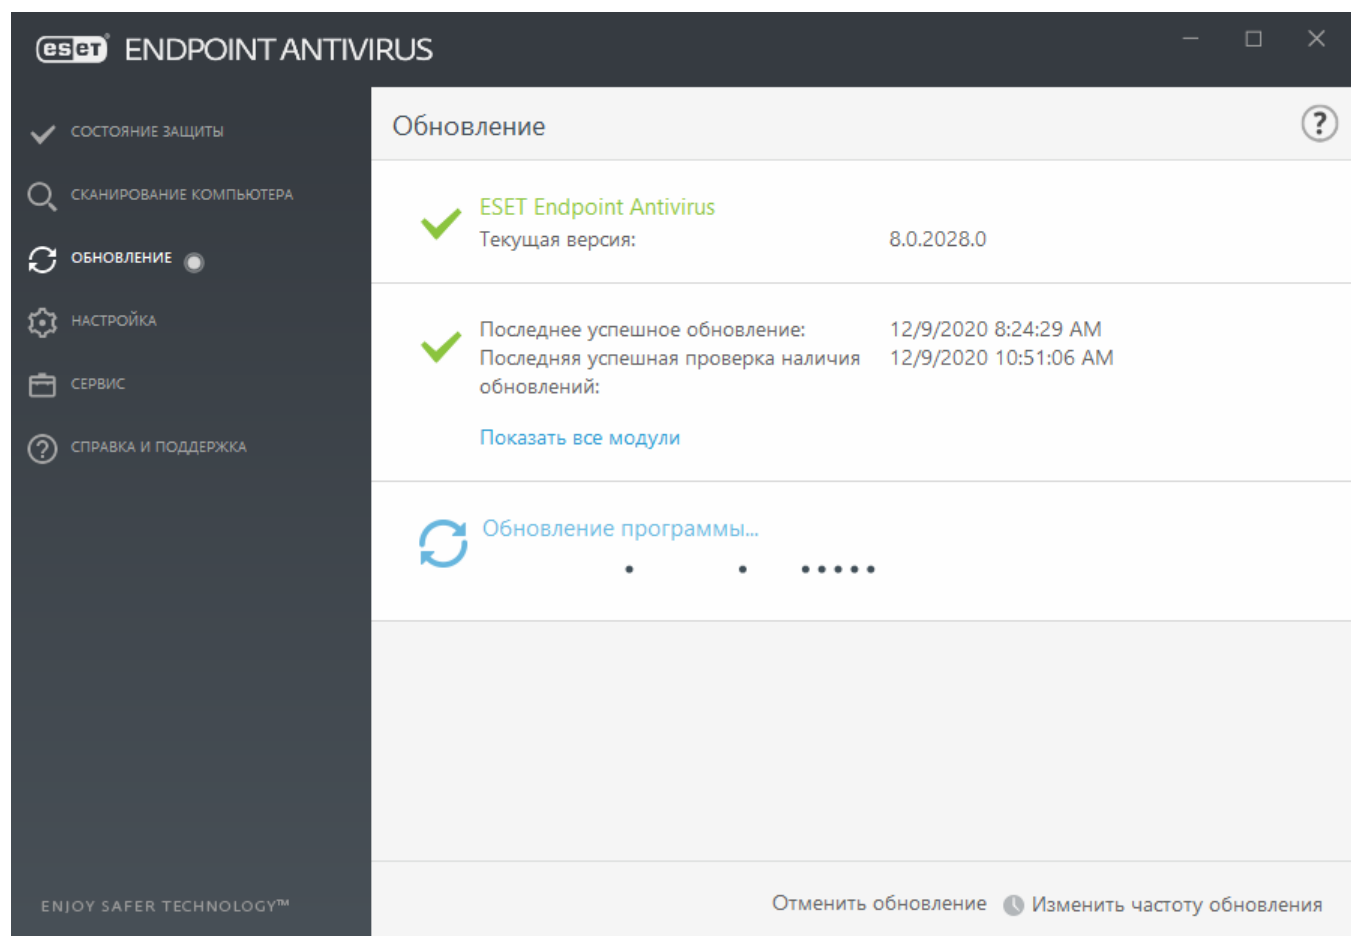 eset ENDPOINT ANTIVIRUS
СОСТОЯНИЕ ЗАЩИТЫ
СКАНИРОВАНИЕ КОМПЬЮТЕРА
ОБНОВЛЕНИЕ
НАСТРОЙКА
СЕРВИС
СПРАВКА И ПОДДЕРЖКА
ENJOY SAFER TECHNOLOGY™
Обновление
ESET Endpoint Antivirus
Текущая версия: 8.0.2028.0
Последнее успешное обновление: 12/9/2020 8:24:29 AM
Последняя успешная проверка наличия 12/9/2020 10:51:06 AM
обновлений:
Показать все модули
Обновление программы...
Отменить обновление Изменить частоту обновления